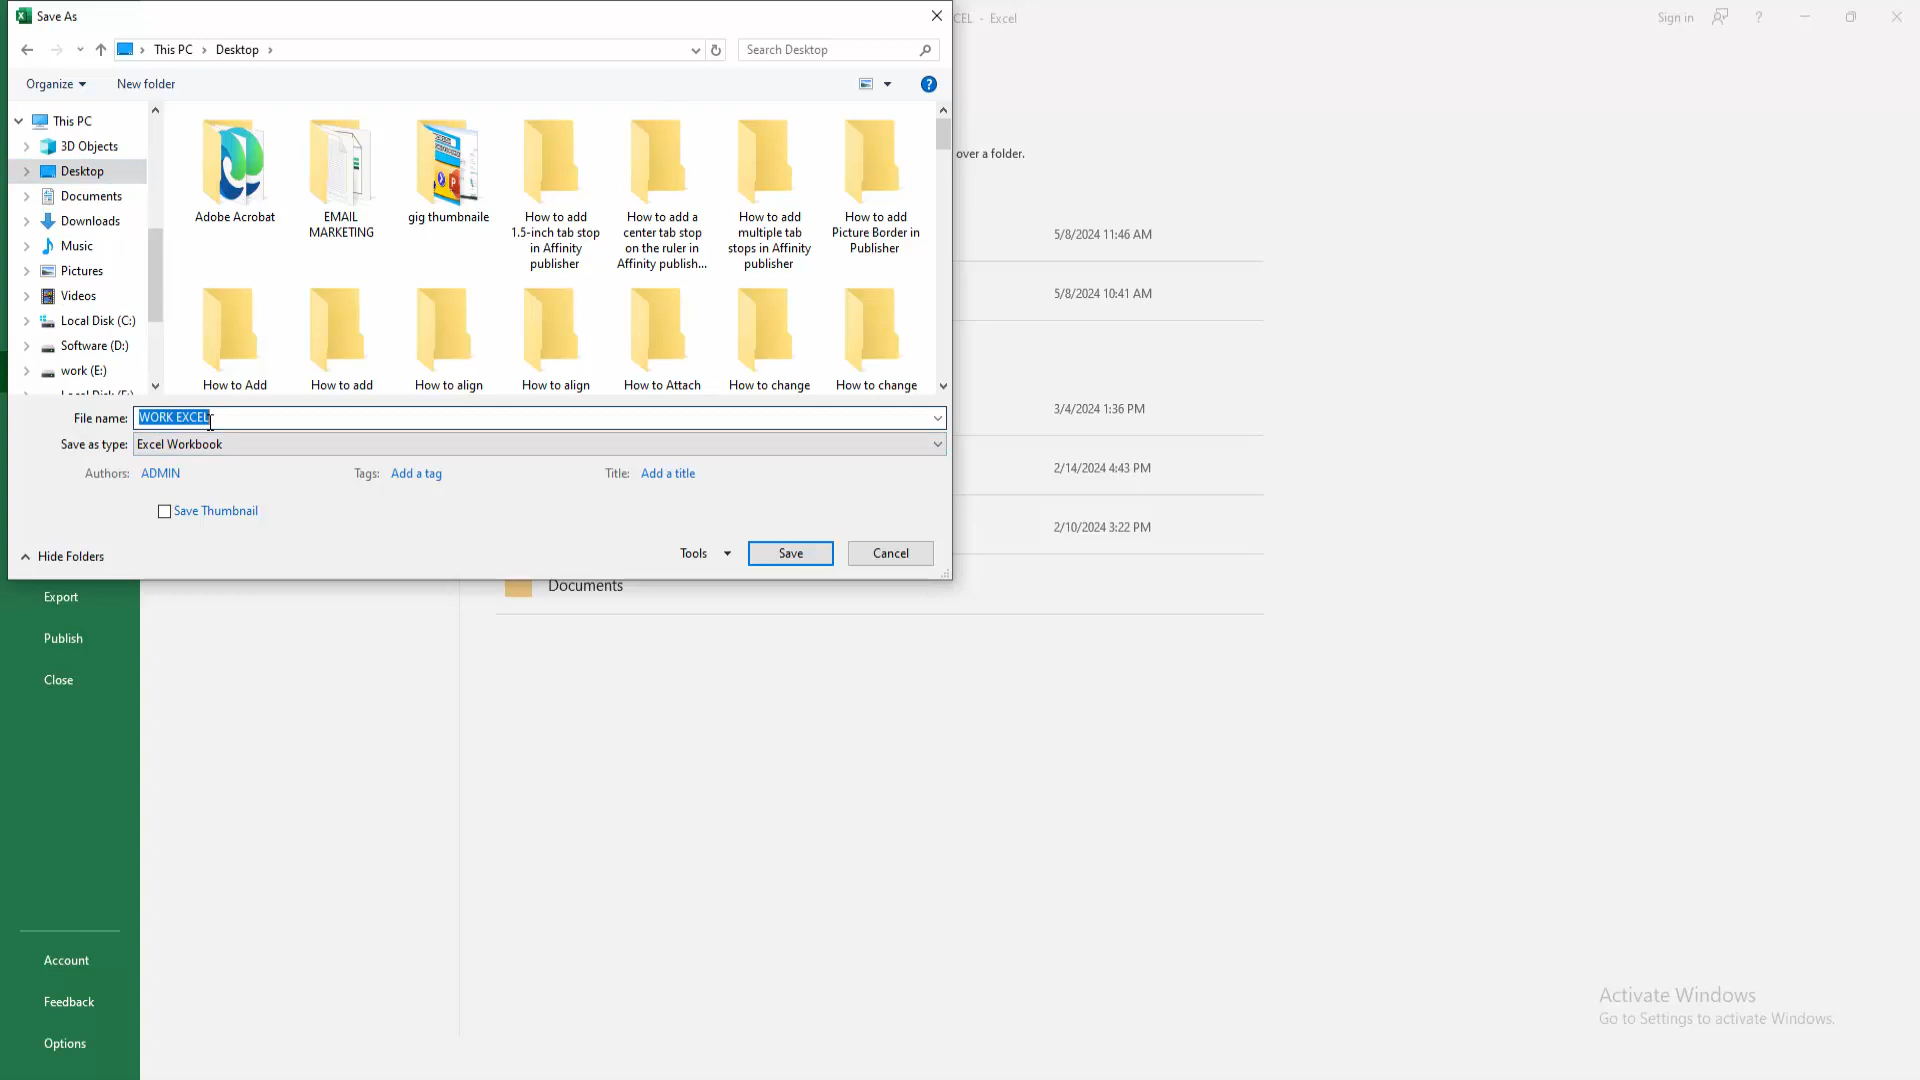 Save As
CEL - Excel
Sign in
?
This PC
Desktop
Search Desktop
Organize
New folder
?
This PC
3D Objects
Desktop
Documents
Downloads
Music
Pictures
Videos
Local Disk (C:)
Software (D:)
work (E:)
Adobe Acrobat
EMAIL
MARKETING
gig thumbnaile
How to add
1.5-inch tab stop
in Affinity
publisher
How to add a
center tab stop
on the ruler in
Affinity publish...
How to add
multiple tab
stops in Affinity
publisher
How to add
Picture Border in
Publisher
How to Add
How to add
How to align
How to align
How to Attach
How to change
How to change
over a folder.
5/8/2024 11:46 AM
5/8/2024 10:41 AM
3/4/2024 1:36 PM
2/14/2024 4:43 PM
2/10/2024 3:22 PM
File name: WORK EXCEL
Save as type: Excel Workbook
Authors: ADMIN
Tags: Add a tag
Title: Add a title
Save Thumbnail
Hide Folders
Tools
Save
Cancel
Documents
Export
Publish
Close
Account
Feedback
Options
Activate Windows
Go to Settings to activate Windows.